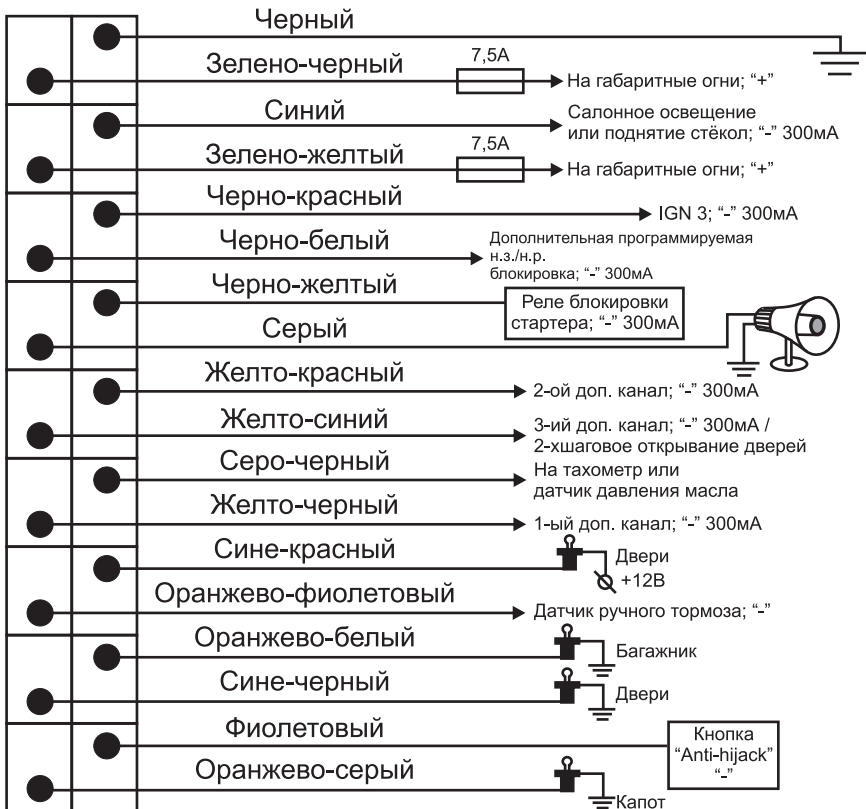 Черный
Зелено-черный
7,5А
На габаритные огни; “+”
Синий
Салонное освещение
или поднятие стёкол; “-” 300мА
Зелено-желтый
7,5А
На габаритные огни; “+”
Черно-красный
IGN 3; “-” 300мА
Черно-белый
Дополнительная программируемая
н.з./н.р.
блокировка; “-” 300мА
Черно-желтый
Реле блокировки
стартера; “-” 300мА
Серый
Желто-красный
2-ой доп. канал; “-” 300мА
Желто-синий
3-ий доп. канал; “-” 300мА /
2-хшаговое открывание дверей
Серо-черный
На тахометр или
датчик давления масла
Желто-черный
1-ый доп. канал; “-” 300мА
Сине-красный
Двери
+12В
Оранжево-фиолетовый
Датчик ручного тормоза; “-”
Оранжево-белый
Багажник
Сине-черный
Двери
Фиолетовый
Кнопка
“Anti-hijack”
“-”
Оранжево-серый
Капот